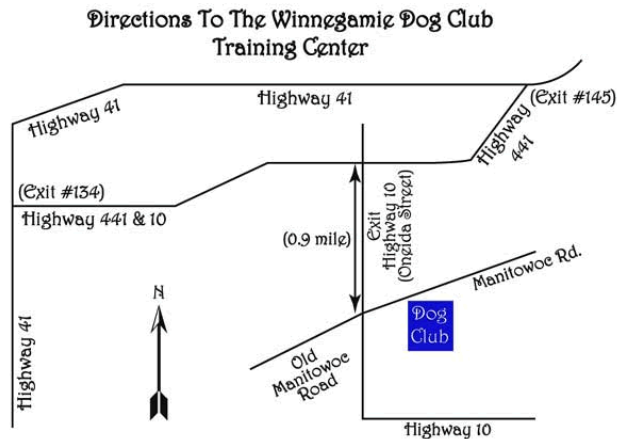 Directions To The Winnegamie Dog Club
Training Center
Highway 41
Highway 41
(Exit #145)
Highway
441
(Exit #134)
Highway 441 & 10
(0.9 mile)
Exit
Highway 10
(Oneida Street)
Manitowoc Rd.
N
Dog
Club
Highway 41
Old
Manitowoc
Road
Highway 10